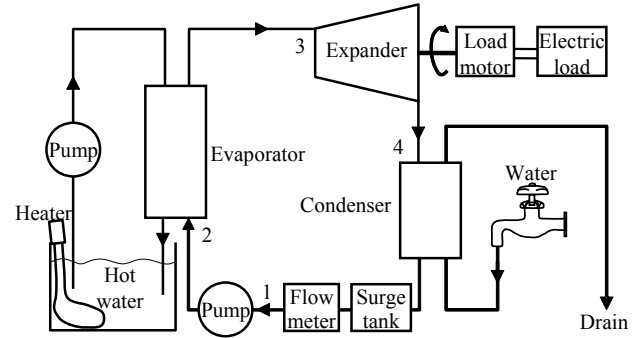 3
Expander
Load
motor
Electric
load
Pump
Evaporator
4
Condenser
Water
Heater
2
Hot
water
1
Pump
Flow
meter
Surge
tank
Drain